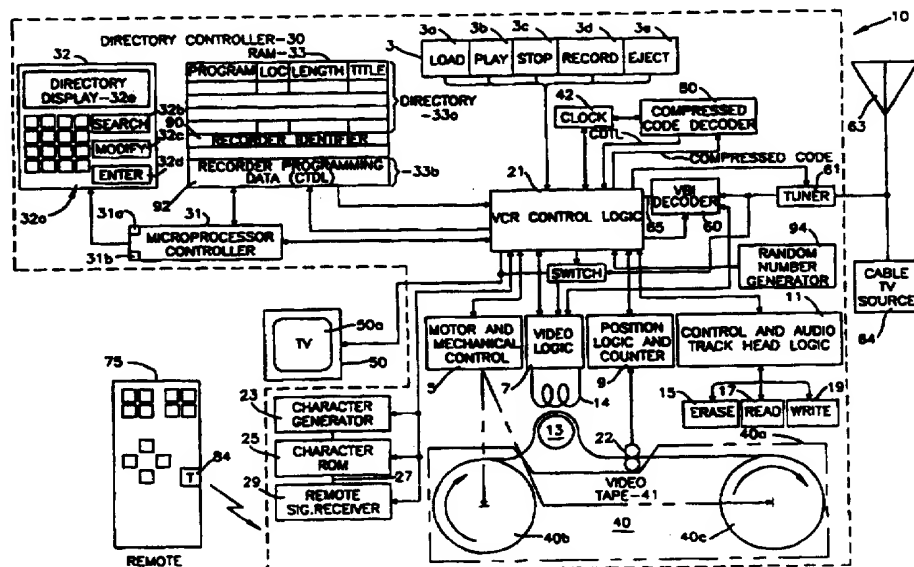 10
DIRECTORY CONTROLLER-30
32
RAM-33
PROGRAM LOC LENGTH TITLE
DIRECTORY DISPLAY-32e
32b
SEARCH
32c
MODIFY
32d
ENTER
32a
90
RECORDER IDENTIFIER
DIRECTORY -33a
RECORDER PROGRAMMING DATA (CTDL)
-33b
92
31a
31
MICROPROCESSOR CONTROLLER
31b
3
3a 3b 3c 3d 3e
LOAD PLAY STOP RECORD EJECT
42
CLOCK
80
COMPRESSED CODE DECODER
CDTL
COMPRESSED CODE
21
VCR CONTROL LOGIC
65
VBI DECODER
60
61
TUNER
63
94
RANDOM NUMBER GENERATOR
CABLE TV SOURCE
64
SWITCH
50a
TV
50
MOTOR AND MECHANICAL CONTROL
5
VIDEO LOGIC
7
POSITION LOGIC AND COUNTER
9
11
CONTROL AND AUDIO TRACK HEAD LOGIC
14
13
22
15
ERASE
17
READ
19
WRITE
75
84
T
REMOTE
23
CHARACTER GENERATOR
25
CHARACTER ROM
27
29
REMOTE SIG.RECEIVER
40a
VIDEO TAPE-41
40
40b
40c